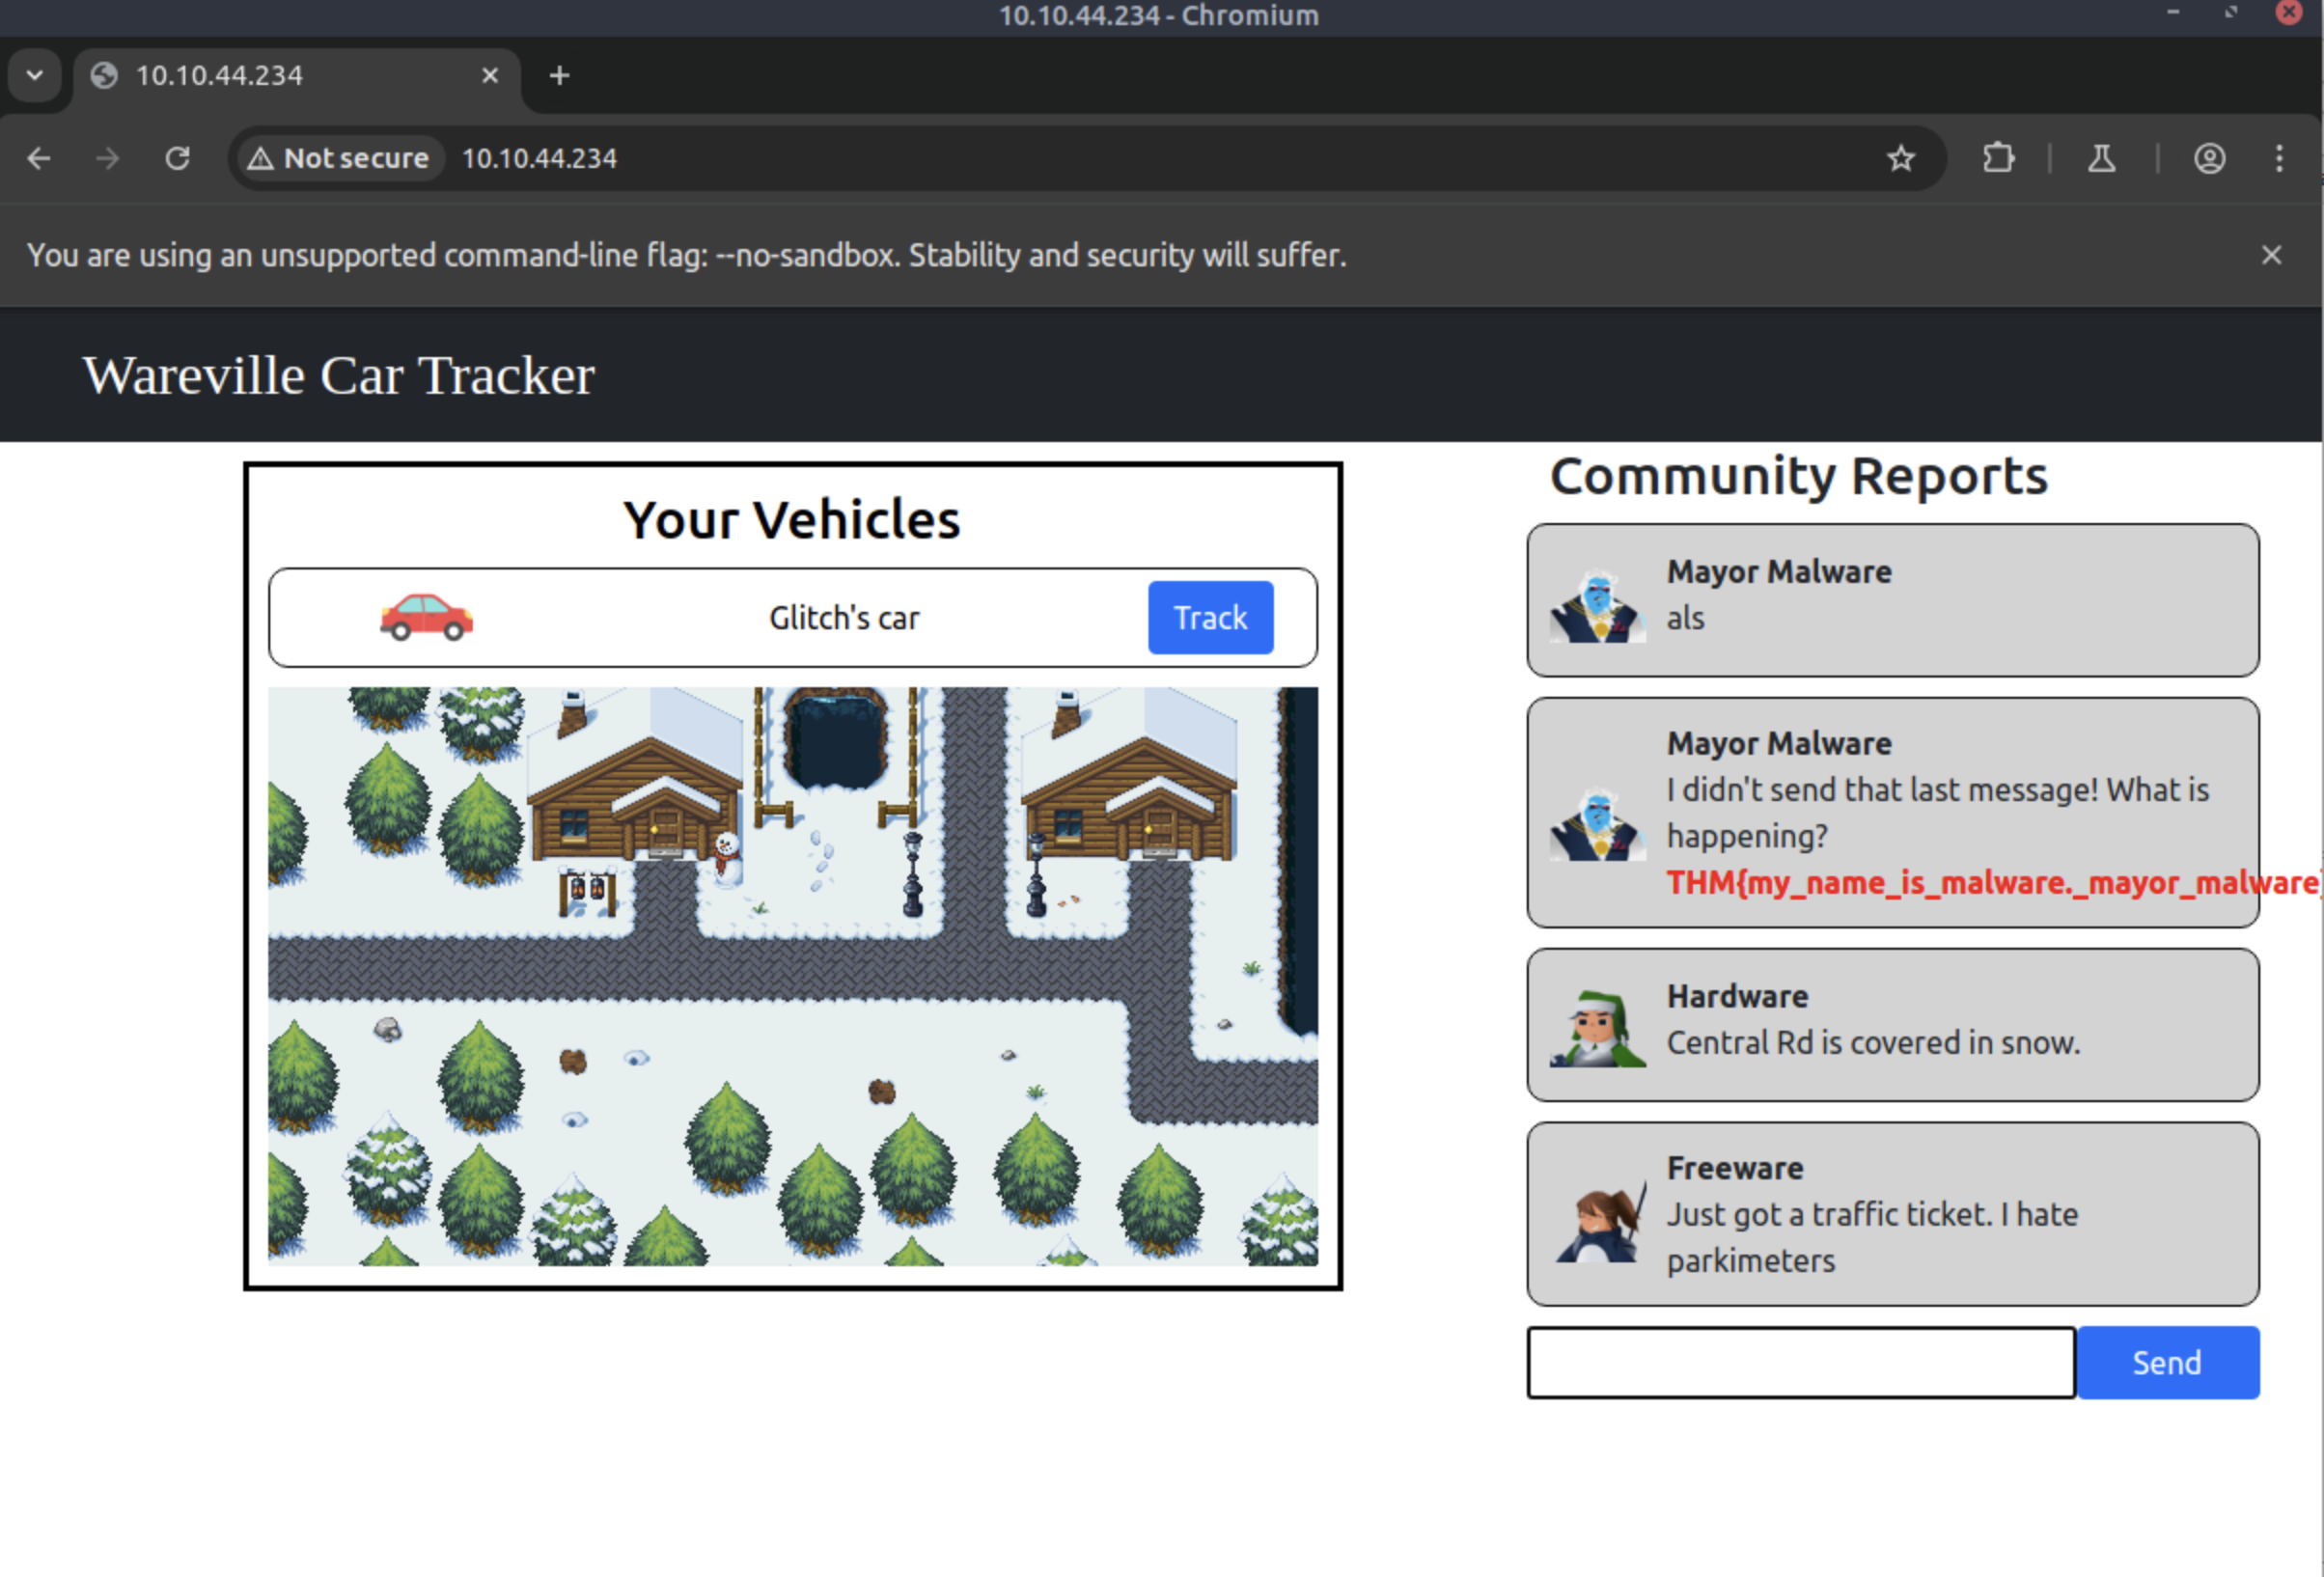 10.10.44.234 - Chromium
10.10.44.234
Not secure
10.10.44.234
You are using an unsupported command-line flag: --no-sandbox. Stability and security will suffer.
Wareville Car Tracker
Your Vehicles
Glitch's car
Track
Community Reports
Mayor Malware
als
Mayor Malware
I didn't send that last message! What is
happening?
THM{my_name_is_malware._mayor_malware}
Hardware
Central Rd is covered in snow.
Freeware
Just got a traffic ticket. I hate
parkimeters
Send